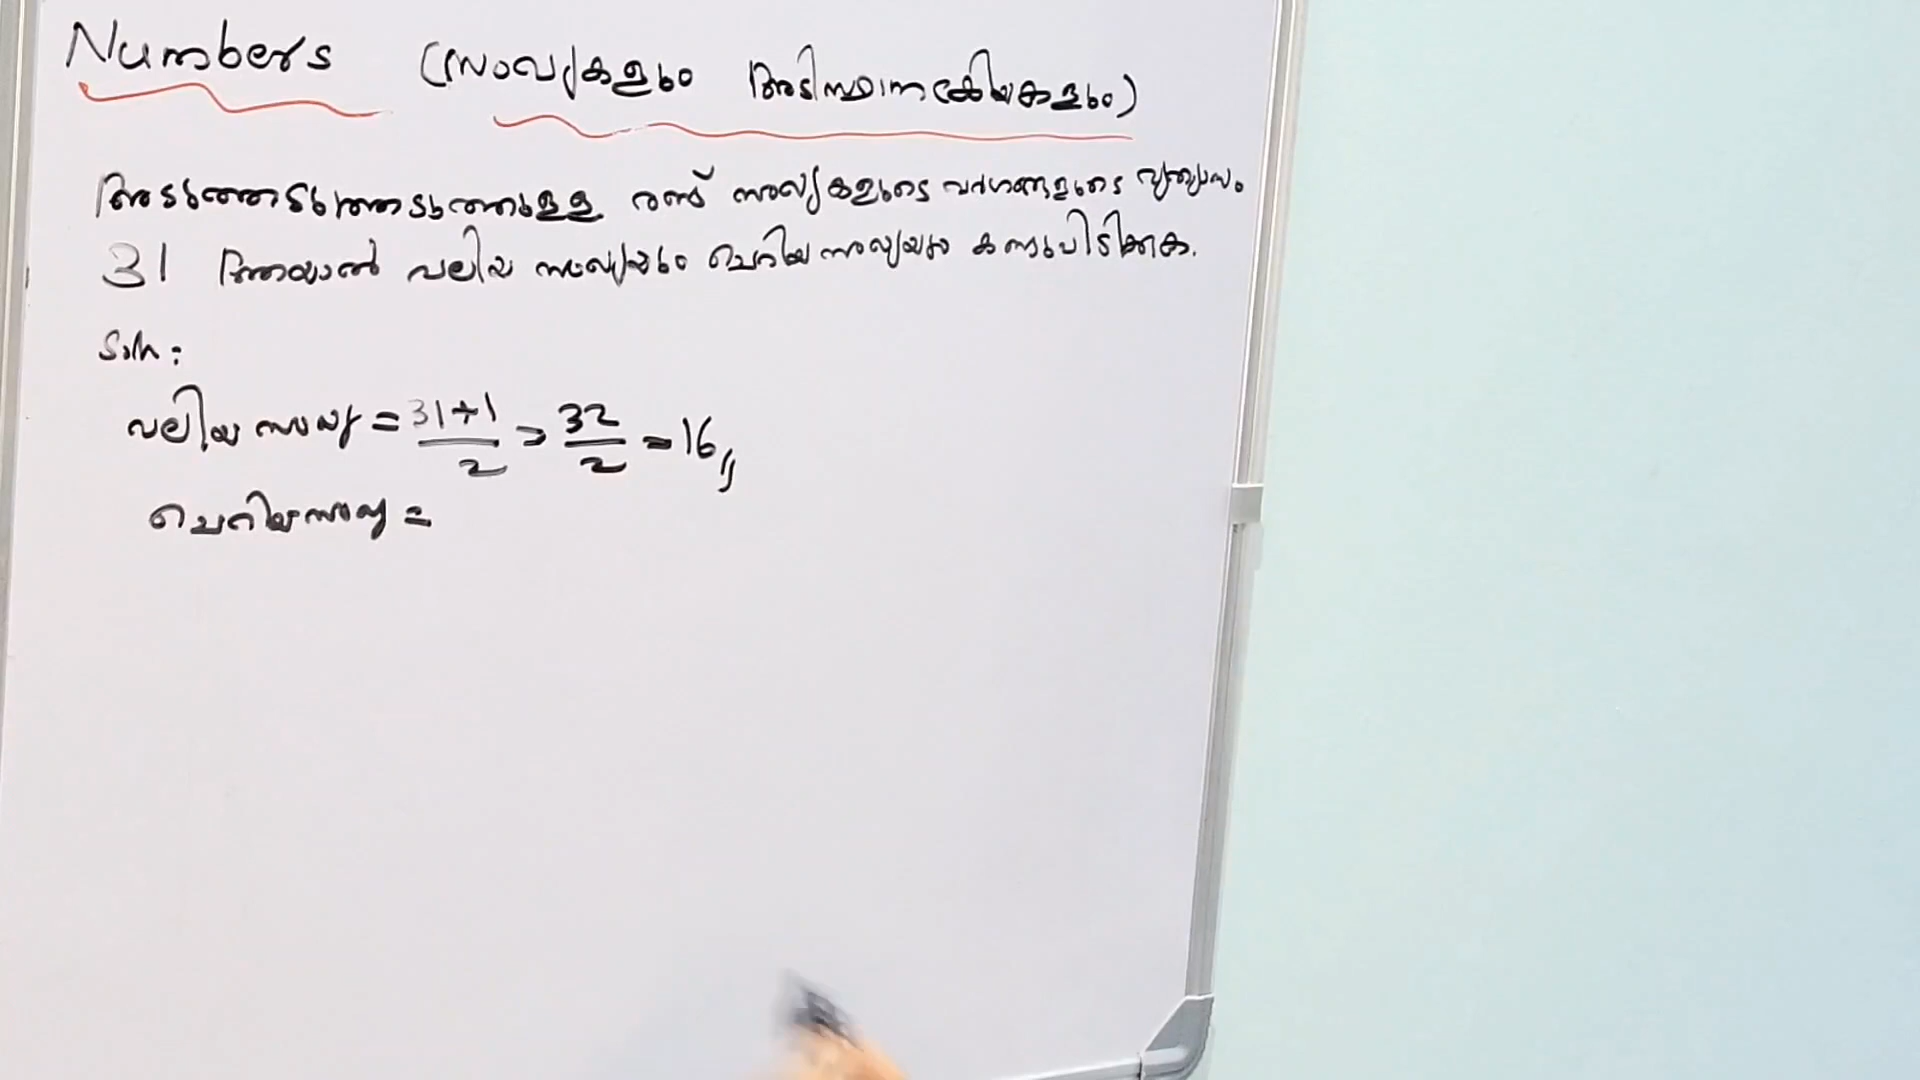 Numbers (സംഖ്യകളും അടിസ്ഥാനക്രിയകളും)
അടുത്തടുത്തടുത്തുള്ള രണ്ട് സംഖ്യകളുടെ വർഗങ്ങളുടെ വ്യത്യാസം
31 ആയാൽ വലിയ സംഖ്യയും ചെറിയ സംഖ്യയും കണ്ടുപിടിക്കുക.
Soln:
വലിയ സംഖ്യ = 31+1/2 = 32/2 = 16,,
ചെറിയ സംഖ്യ =